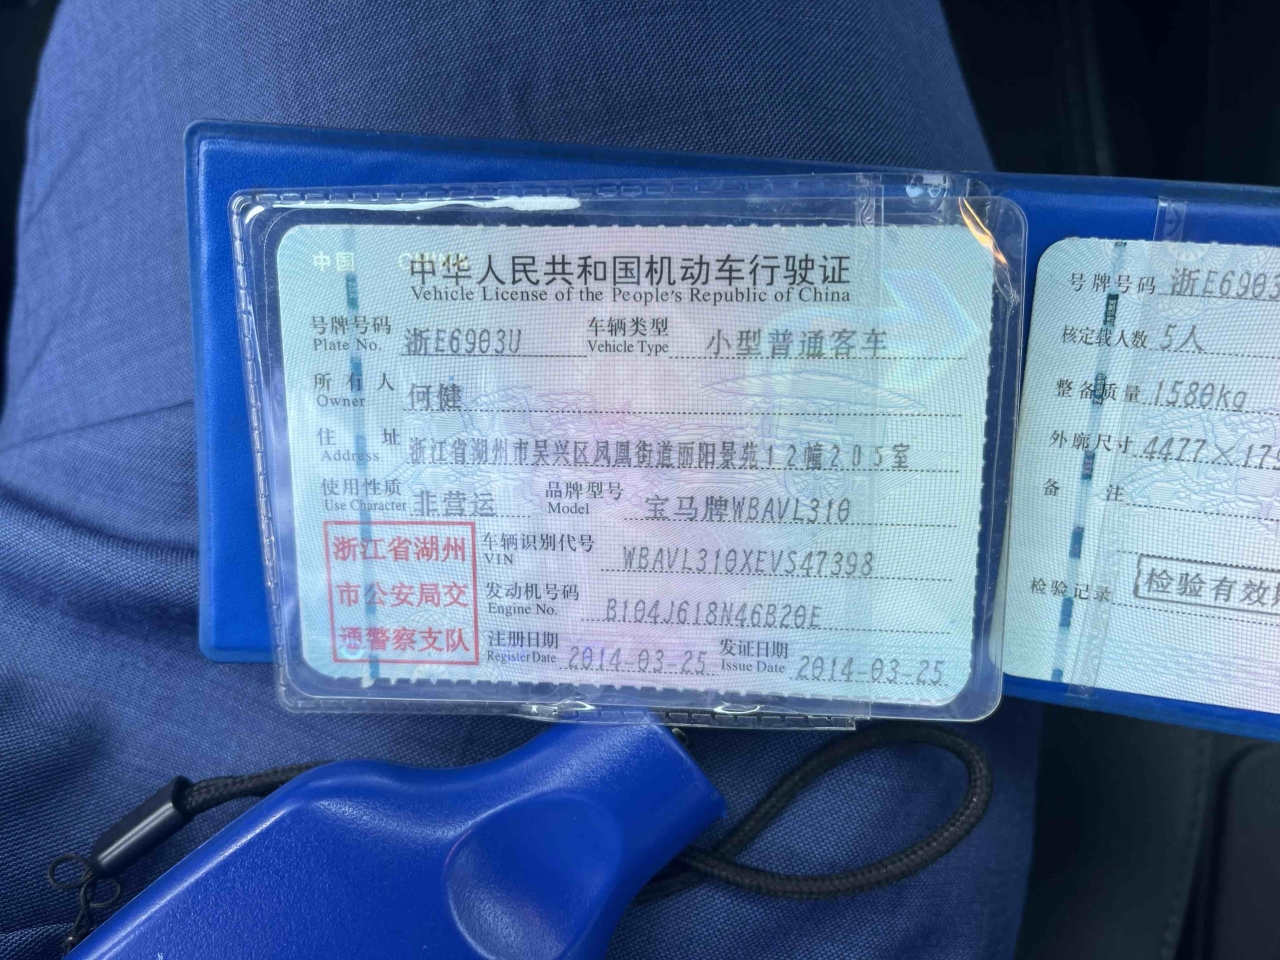 中国 CHINA
中华人民共和国机动车行驶证
Vehicle License of the People's Republic of China
号牌号码 浙E6903U 车辆类型 小型普通客车
Plate No. Vehicle Type
所有人 何健
Owner
住址 浙江省湖州市吴兴区凤凰街道丽阳景苑12幢205室
Address
使用性质 非营运 品牌型号 宝马牌WBAVL310
Use Character Model
浙江省湖州
市公安局交
通警察支队
车辆识别代号 WBAVL310XEVS47398
VIN
发动机号码 B104J618N46B20E
Engine No.
注册日期 2014-03-25 发证日期 2014-03-25
Register Date Issue Date
号牌号码 浙E6903
核定载人数 5人
整备质量 1580kg
外廓尺寸 4477×179
备注
检验记录 检验有效